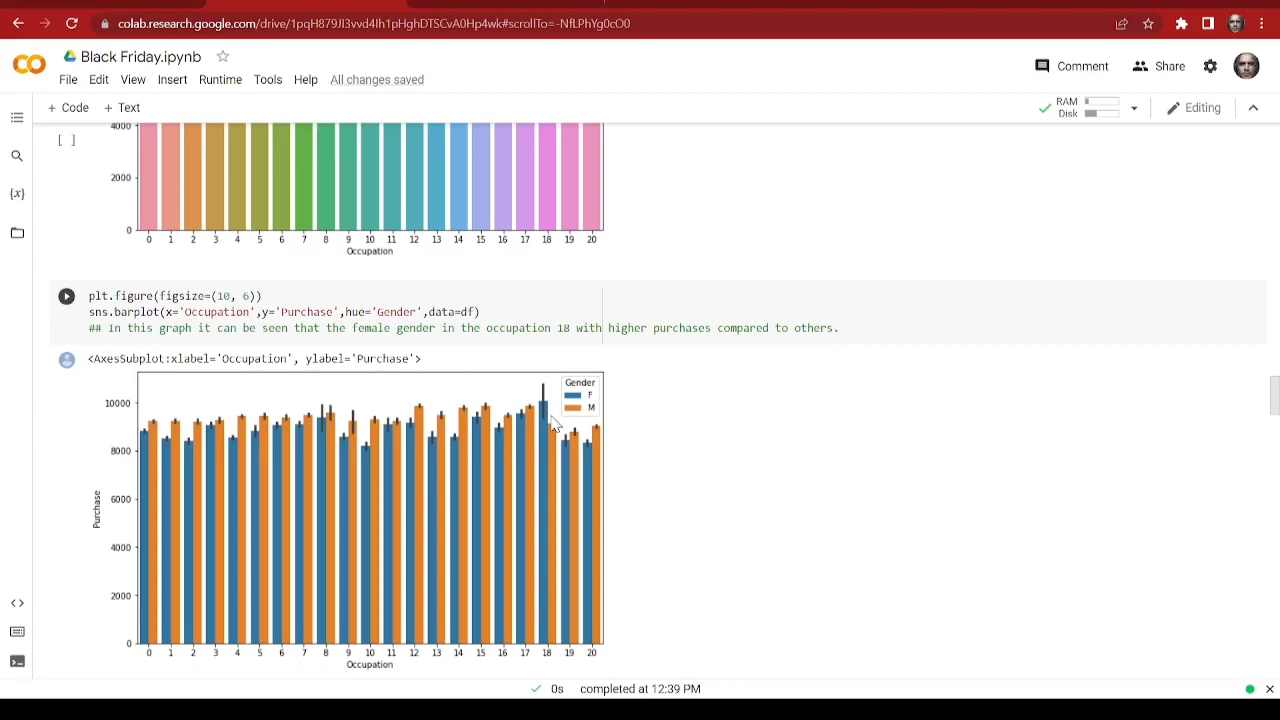 colab.research.google.com/drive/1pqH879JI3vvd4Ih1pHghDTSCvA0Hp4wk#scrollTo=-NfLPhYg0cO0
Black Friday.ipynb
File Edit View Insert Runtime Tools Help All changes saved
Comment Share
+ Code + Text
RAM
Disk
Editing
[ ]
4000
2000
0
0 1 2 3 4 5 6 7 8 9 10 11 12 13 14 15 16 17 18 19 20
Occupation
{x}
plt.figure(figsize=(10, 6))
sns.barplot(x='Occupation',y='Purchase',hue='Gender',data=df)
## In this graph it can be seen that the female gender in the occupation 18 with higher purchases compared to others.
<AxesSubplot:xlabel='Occupation', ylabel='Purchase'>
Gender
F
M
10000
8000
6000
4000
2000
0
Purchase
0 1 2 3 4 5 6 7 8 9 10 11 12 13 14 15 16 17 18 19 20
Occupation
0s completed at 12:39 PM